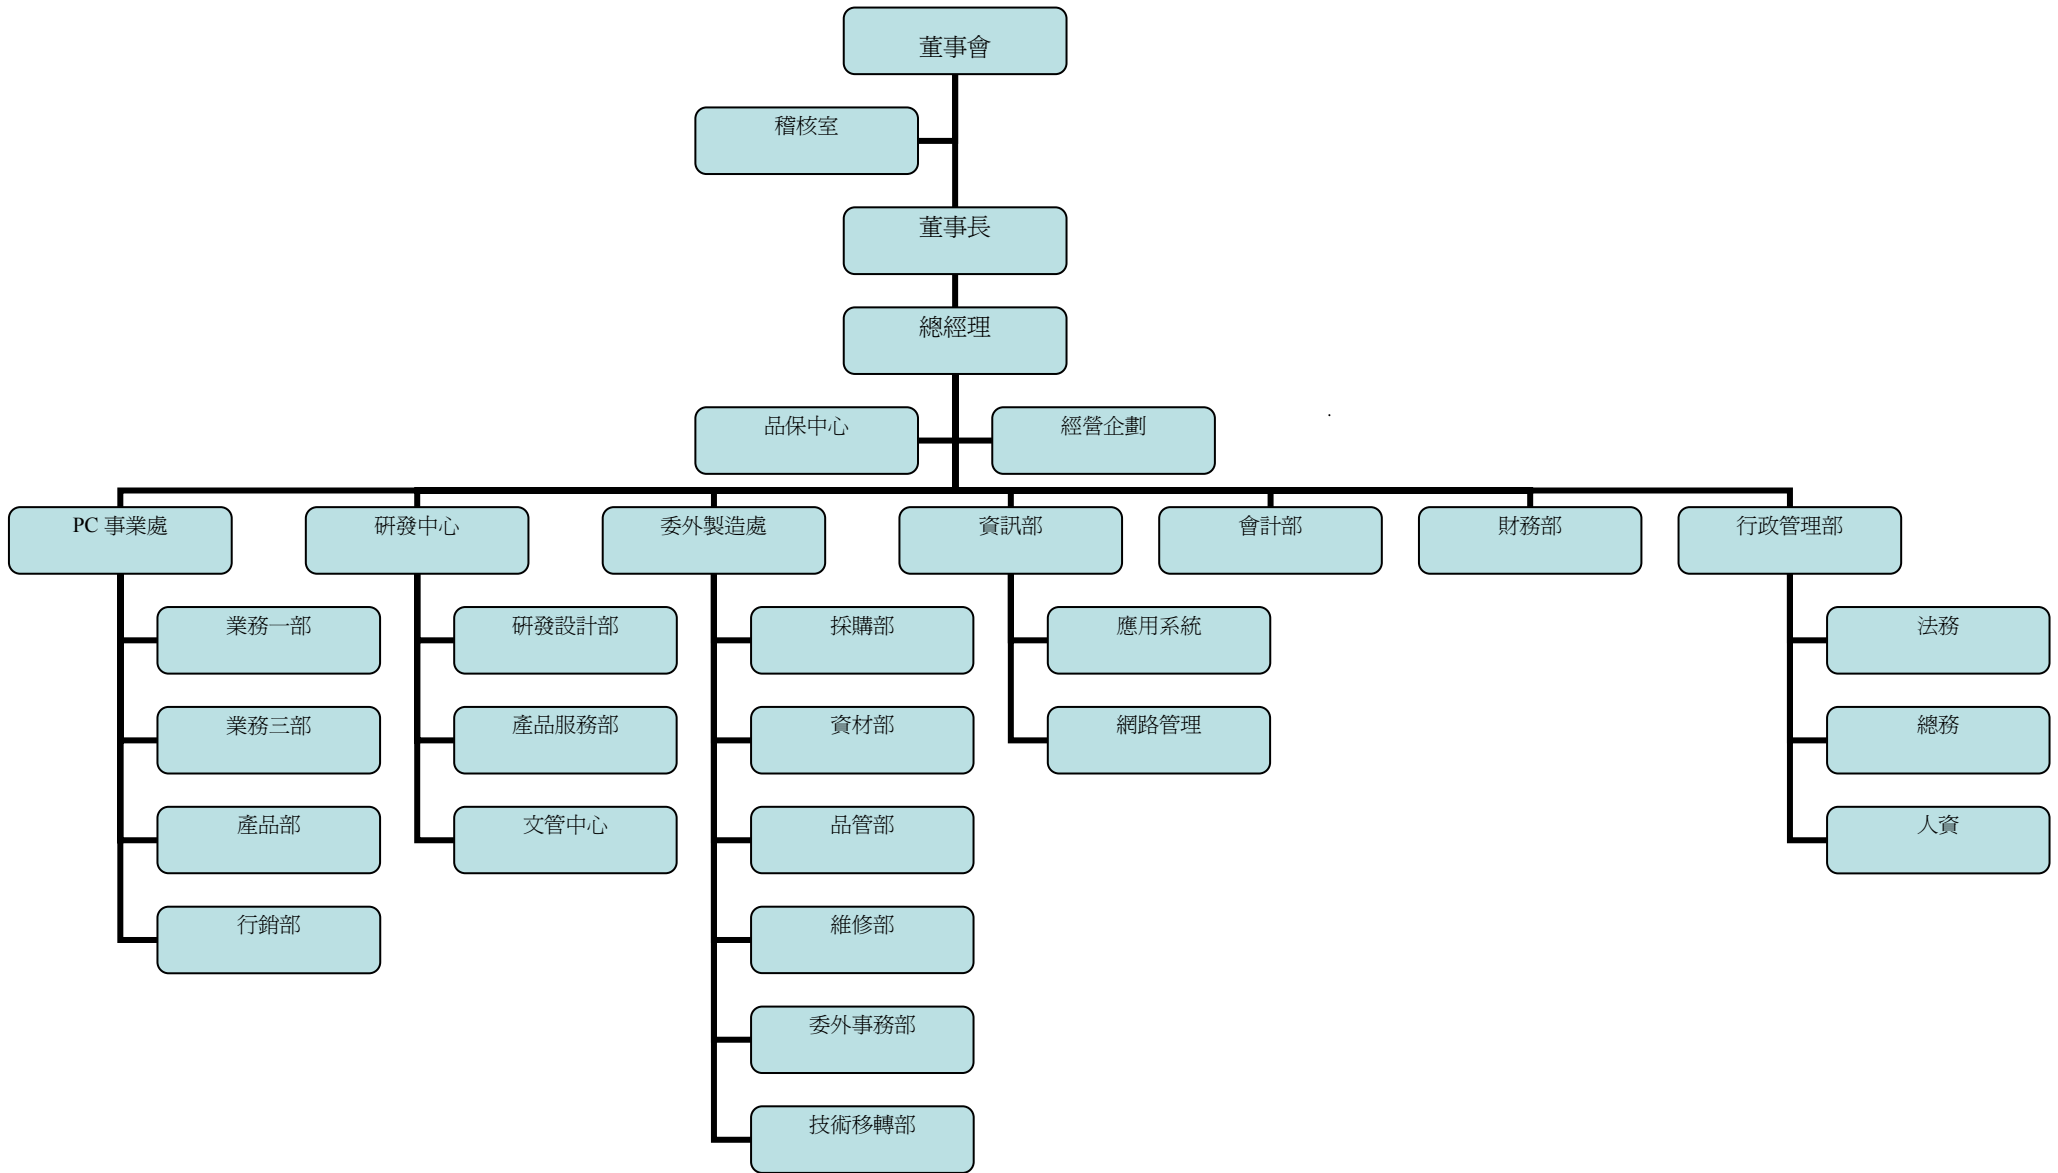 董事會
稽核室
董事長
總經理
品保中心
經營企劃
PC 事業處
研發中心
委外製造處
資訊部
會計部
財務部
行政管理部
業務一部
研發設計部
採購部
應用系統
法務
業務三部
產品服務部
資材部
網路管理
總務
產品部
文管中心
品管部
人資
行銷部
維修部
委外事務部
技術移轉部